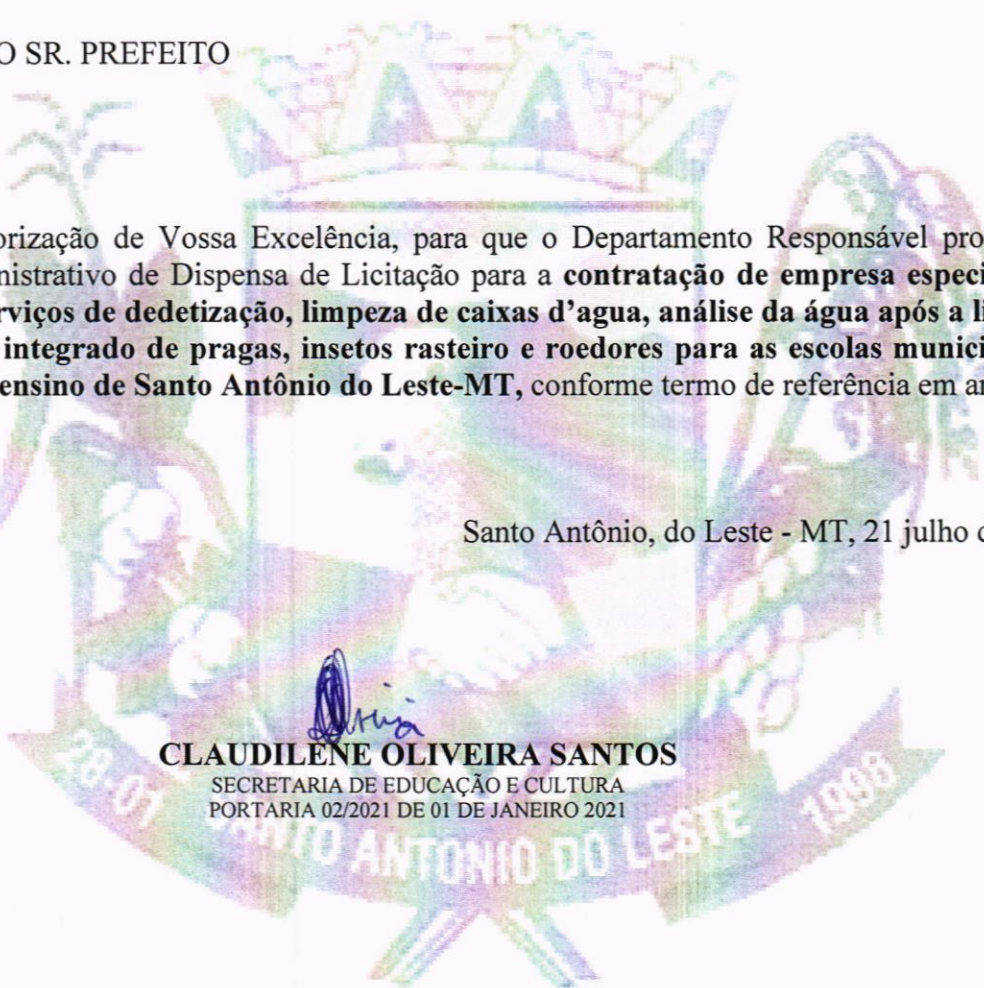 O SR. PREFEITO
orização de Vossa Excelência, para que o Departamento Responsável pro
nistrativo de Dispensa de Licitação para a contratação de empresa especi
rviços de dedetização, limpeza de caixas d’agua, análise da água após a li
integrado de pragas, insetos rasteiro e roedores para as escolas munici
ensino de Santo Antônio do Leste-MT, conforme termo de referência em an
Santo Antônio, do Leste - MT, 21 julho d
CLAUDILENE OLIVEIRA SANTOS
SECRETARIA DE EDUCAÇÃO E CULTURA
PORTARIA 02/2021 DE 01 DE JANEIRO 2021
28-01 SANTO ANTONIO DO LESTE 1998